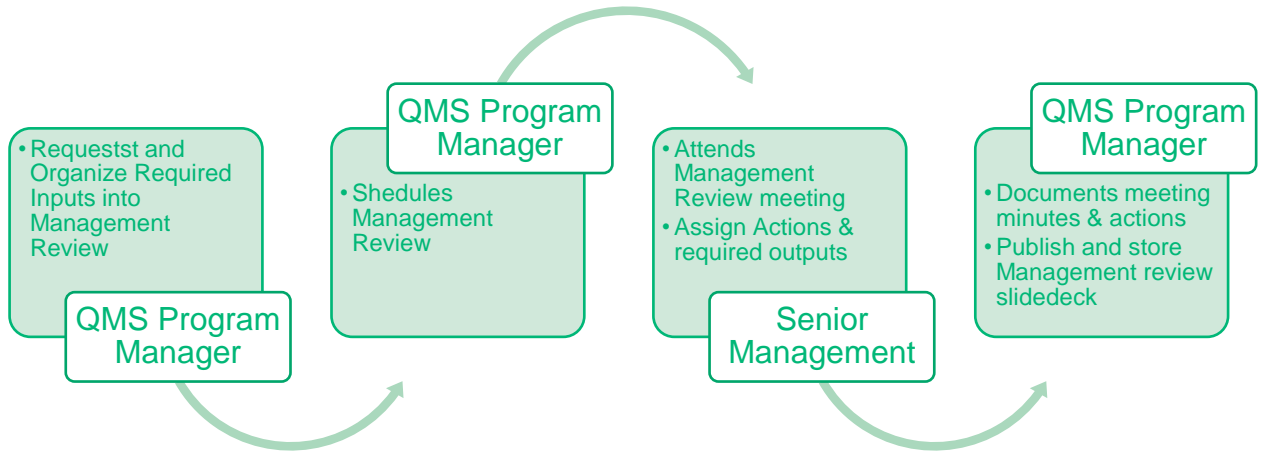 • Requestst and
Organize Required
Inputs into
Management
Review
QMS Program
Manager
QMS Program
Manager
• Shedules
Management
Review
• Attends
Management
Review meeting
• Assign Actions &
required outputs
Senior
Management
QMS Program
Manager
• Documents meeting
minutes & actions
• Publish and store
Management review
slidedeck